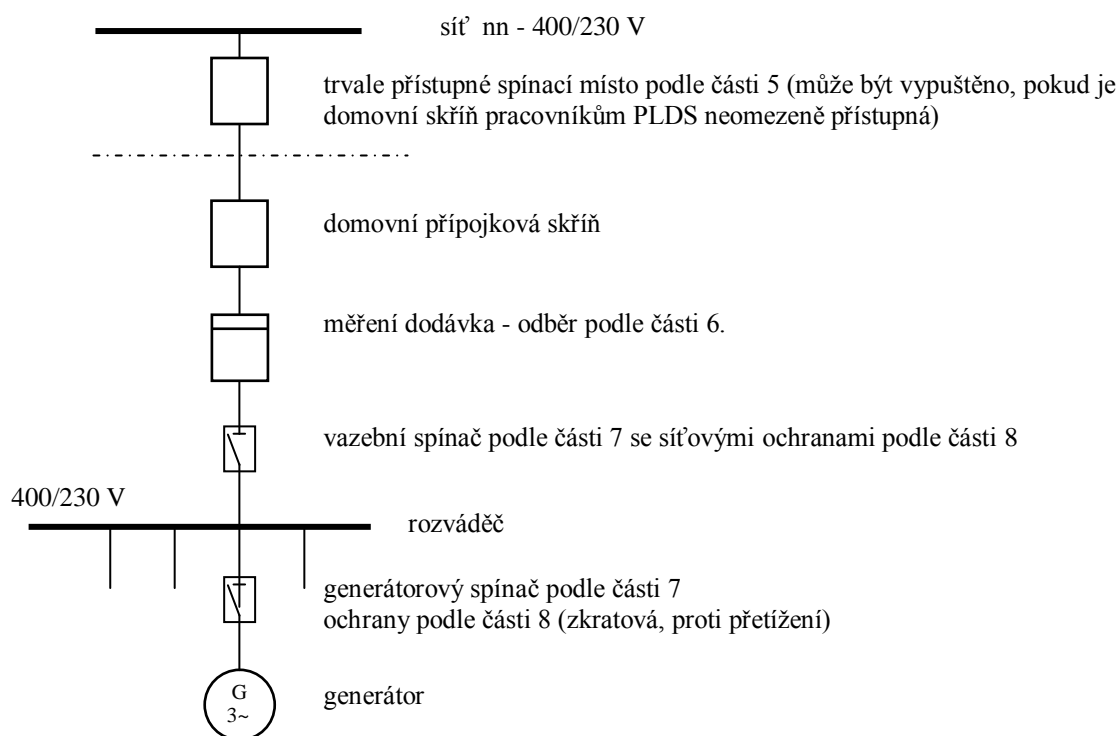 síť nn - 400/230 V
trvale přístupné spínací místo podle části 5 (může být vypuštěno, pokud je
domovní skříň pracovníkům PLDS neomezeně přístupná)
domovní přípojková skříň
měření dodávka - odběr podle části 6.
vazební spínač podle části 7 se síťovými ochranami podle části 8
400/230 V
rozváděč
generátorový spínač podle části 7
ochrany podle části 8 (zkratová, proti přetížení)
G
3~
generátor